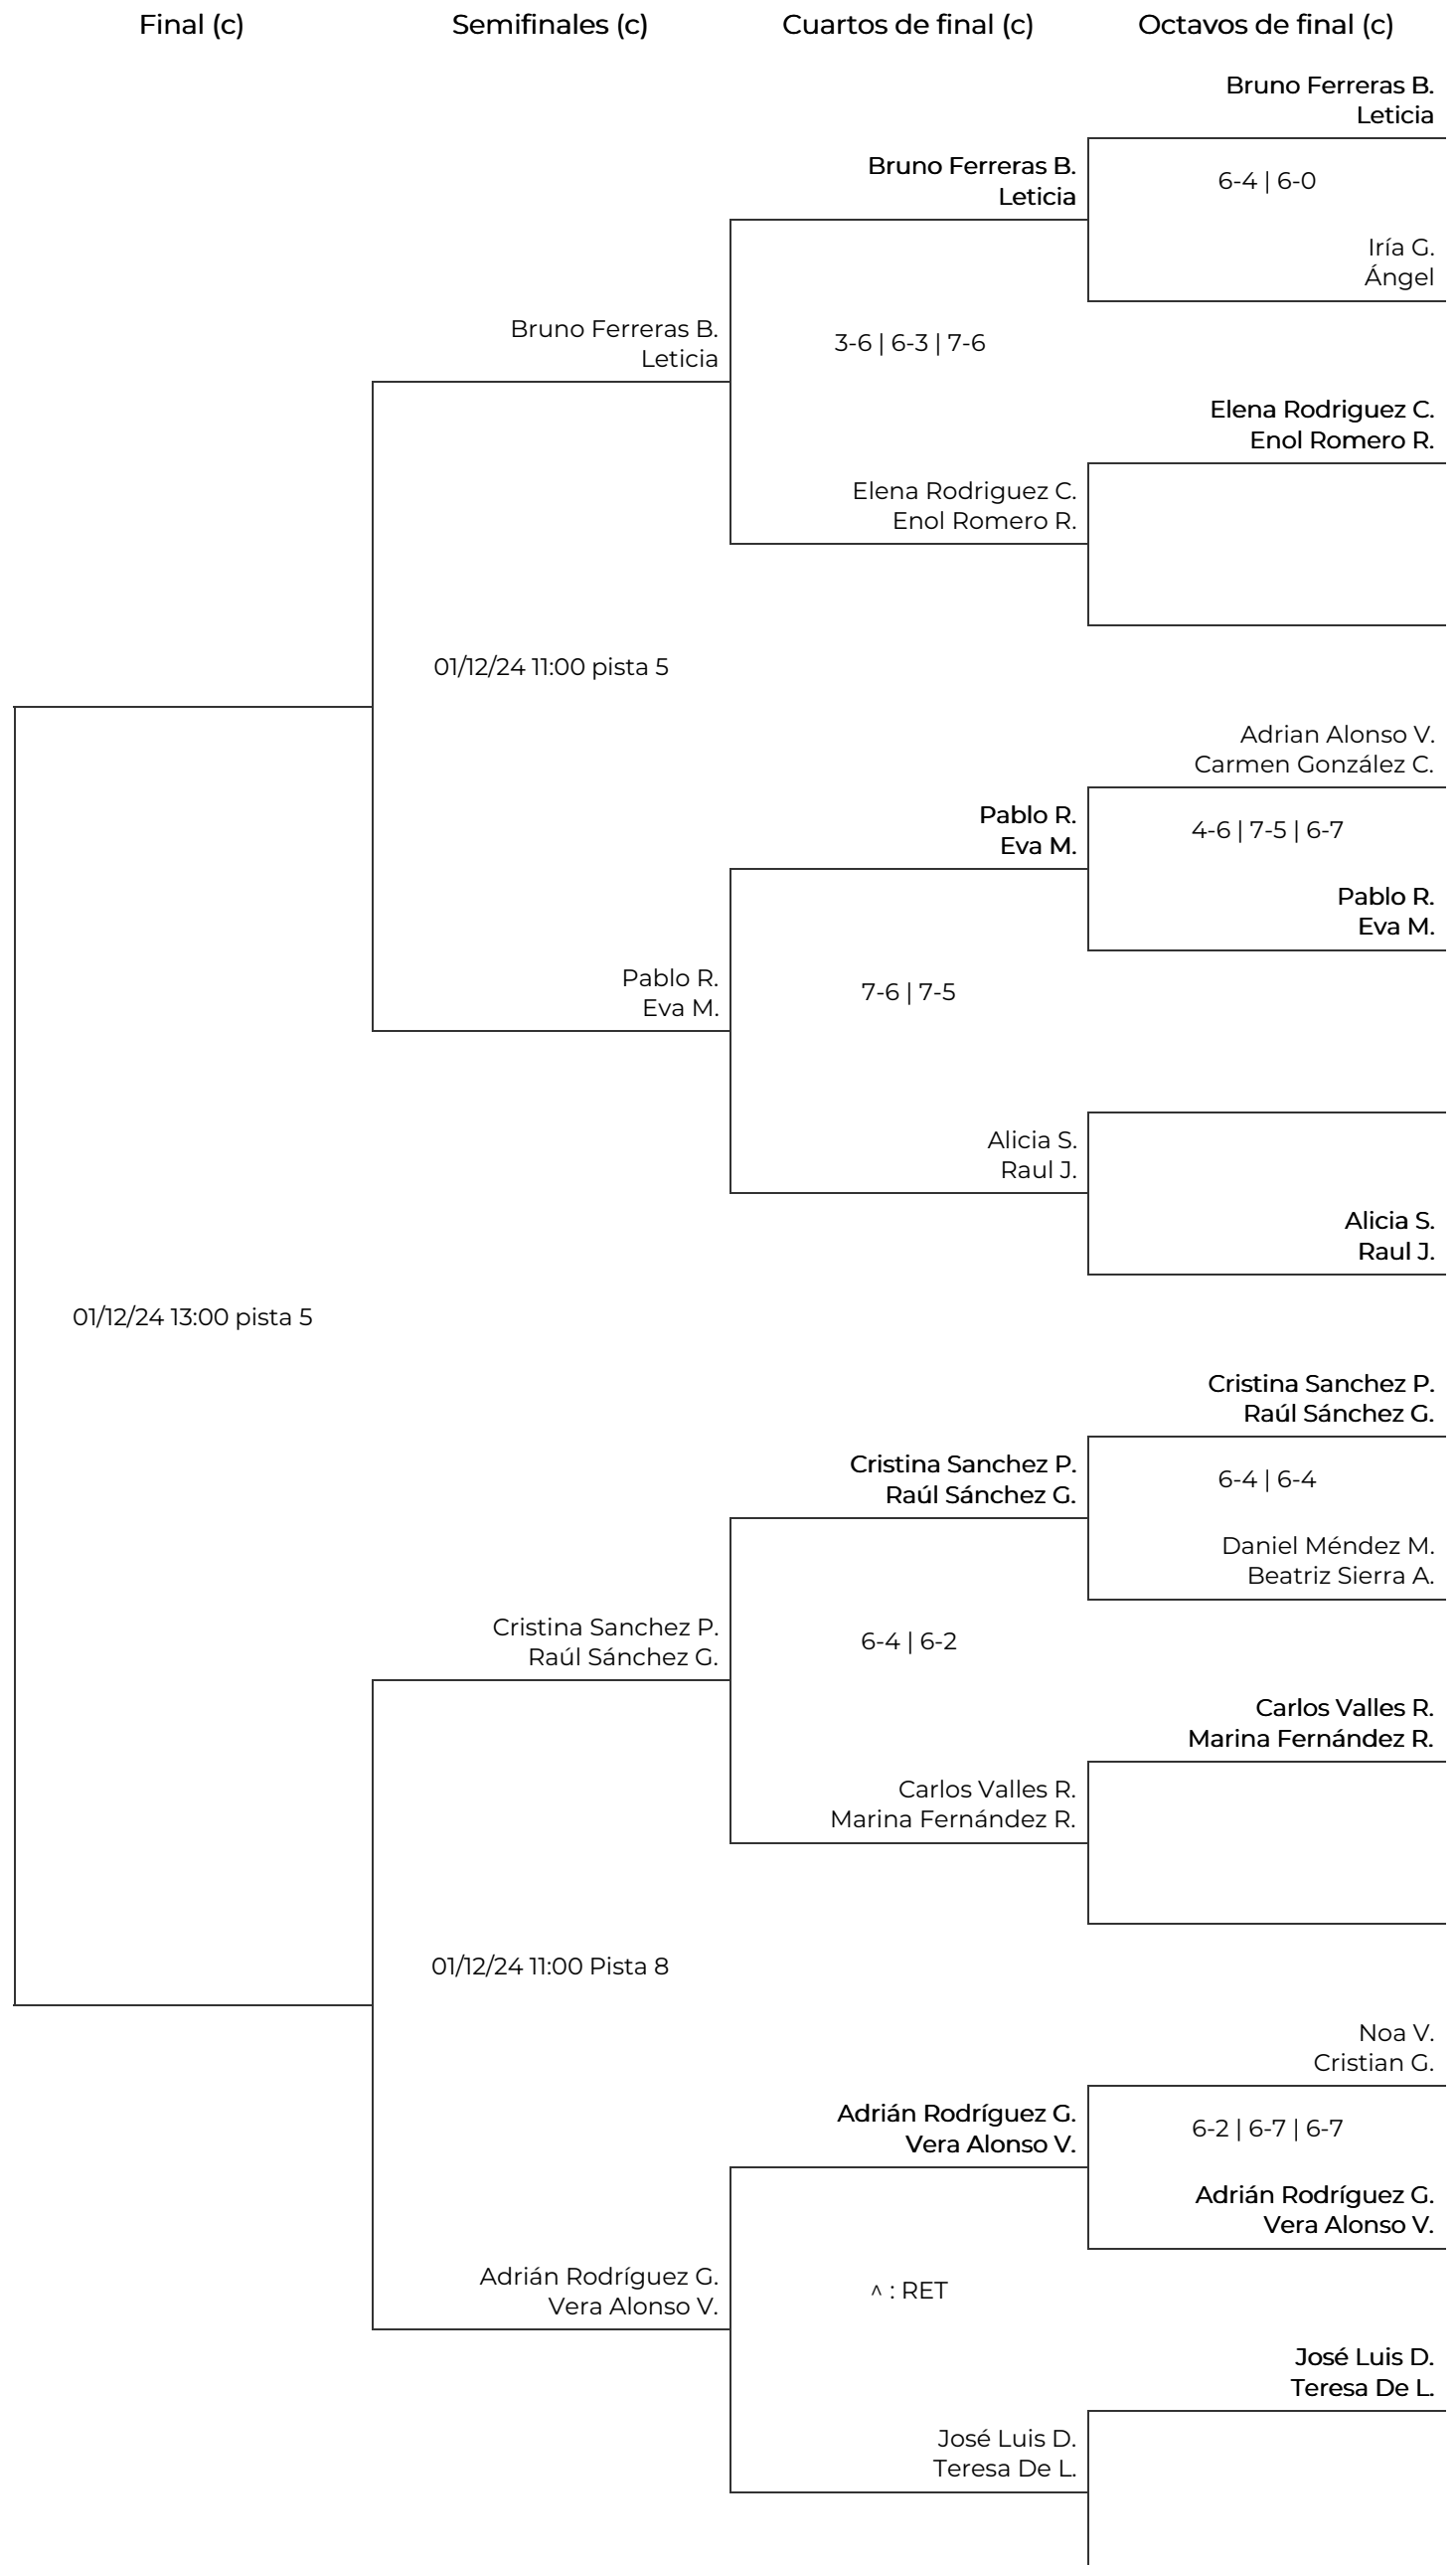 Final (c)
Semifinales (c)
Cuartos de final (c)
Octavos de final (c)
Bruno Ferreras B.
Leticia
Bruno Ferreras B.
Leticia
6-4 | 6-0
Iría G.
Ángel
Bruno Ferreras B.
Leticia
3-6 | 6-3 | 7-6
Elena Rodriguez C.
Enol Romero R.
Elena Rodriguez C.
Enol Romero R.
01/12/24 11:00 pista 5
Adrian Alonso V.
Carmen González C.
Pablo R.
Eva M.
4-6 | 7-5 | 6-7
Pablo R.
Eva M.
Pablo R.
Eva M.
7-6 | 7-5
Alicia S.
Raul J.
Alicia S.
Raul J.
01/12/24 13:00 pista 5
Cristina Sanchez P.
Raúl Sánchez G.
Cristina Sanchez P.
Raúl Sánchez G.
6-4 | 6-4
Daniel Méndez M.
Beatriz Sierra A.
Cristina Sanchez P.
Raúl Sánchez G.
6-4 | 6-2
Carlos Valles R.
Marina Fernández R.
Carlos Valles R.
Marina Fernández R.
01/12/24 11:00 Pista 8
Noa V.
Cristian G.
Adrián Rodríguez G.
Vera Alonso V.
6-2 | 6-7 | 6-7
Adrián Rodríguez G.
Vera Alonso V.
Adrián Rodríguez G.
Vera Alonso V.
^ : RET
José Luis D.
Teresa De L.
José Luis D.
Teresa De L.